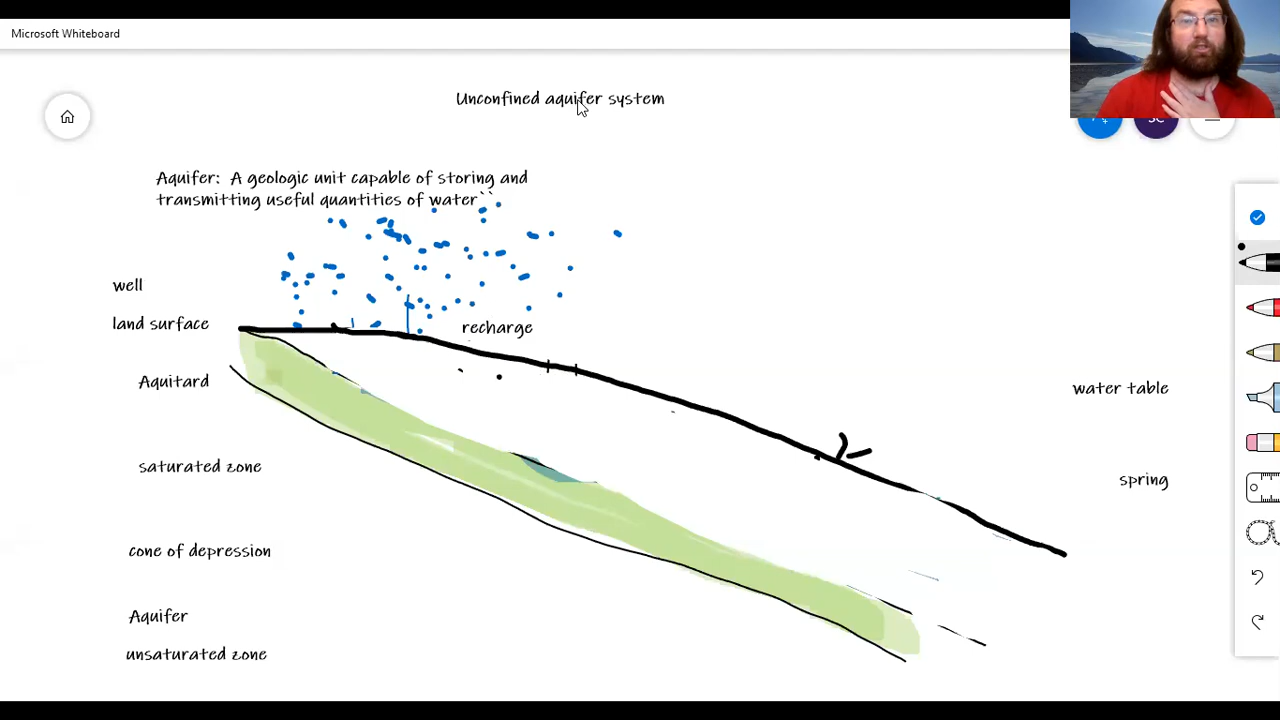 Microsoft Whiteboard
Unconfined aquifer system
Aquifer: A geologic unit capable of storing and
transmitting useful quantities of water``
well
land surface
recharge
Aquitard
water table
saturated zone
spring
cone of depression
Aquifer
unsaturated zone